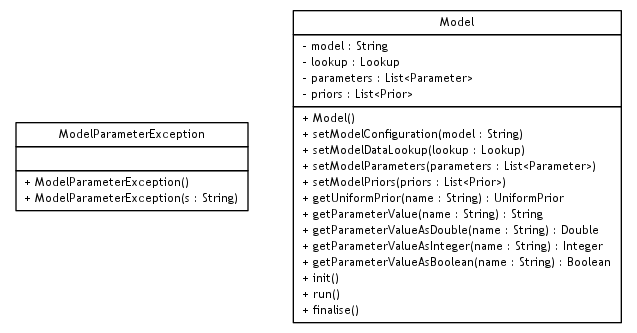 ModelParameterException
+ ModelParameterException()
+ ModelParameterException(s : String)
Model
- model : String
- lookup : Lookup
- parameters : List<Parameter>
- priors : List<Prior>
+ Model()
+ setModelConfiguration(model : String)
+ setModelDataLookup(lookup : Lookup)
+ setModelParameters(parameters : List<Parameter>)
+ setModelPriors(priors : List<Prior>)
+ getUniformPrior(name : String) : UniformPrior
+ getParameterValue(name : String) : String
+ getParameterValueAsDouble(name : String) : Double
+ getParameterValueAsInteger(name : String) : Integer
+ getParameterValueAsBoolean(name : String) : Boolean
+ init()
+ run()
+ finalise()